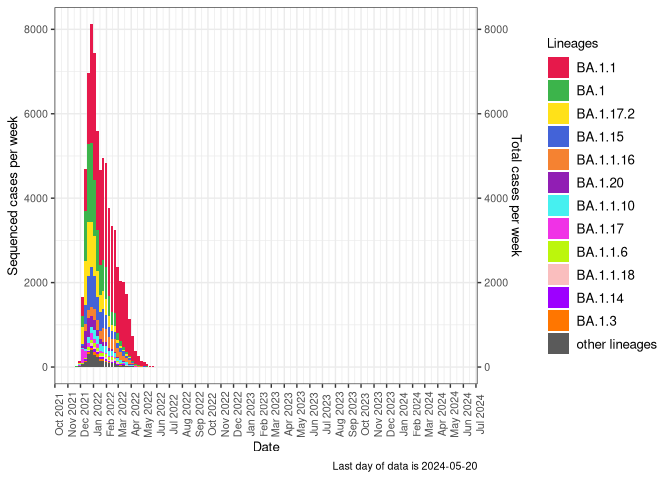 Sequenced cases per week
8000
6000
4000
2000
0
8000
6000
4000
2000
0
Total cases per week
Oct 2021
Nov 2021
Dec 2021
Jan 2022
Feb 2022
Mar 2022
Apr 2022
May 2022
Jun 2022
Jul 2022
Aug 2022
Sep 2022
Oct 2022
Nov 2022
Dec 2022
Jan 2023
Feb 2023
Mar 2023
Apr 2023
May 2023
Jun 2023
Jul 2023
Aug 2023
Sep 2023
Oct 2023
Nov 2023
Dec 2023
Jan 2024
Feb 2024
Mar 2024
Apr 2024
May 2024
Jun 2024
Jul 2024
Date
Last day of data is 2024-05-20
Lineages
BA.1.1
BA.1
BA.1.17.2
BA.1.15
BA.1.1.16
BA.1.20
BA.1.1.10
BA.1.17
BA.1.1.6
BA.1.1.18
BA.1.14
BA.1.3
other lineages